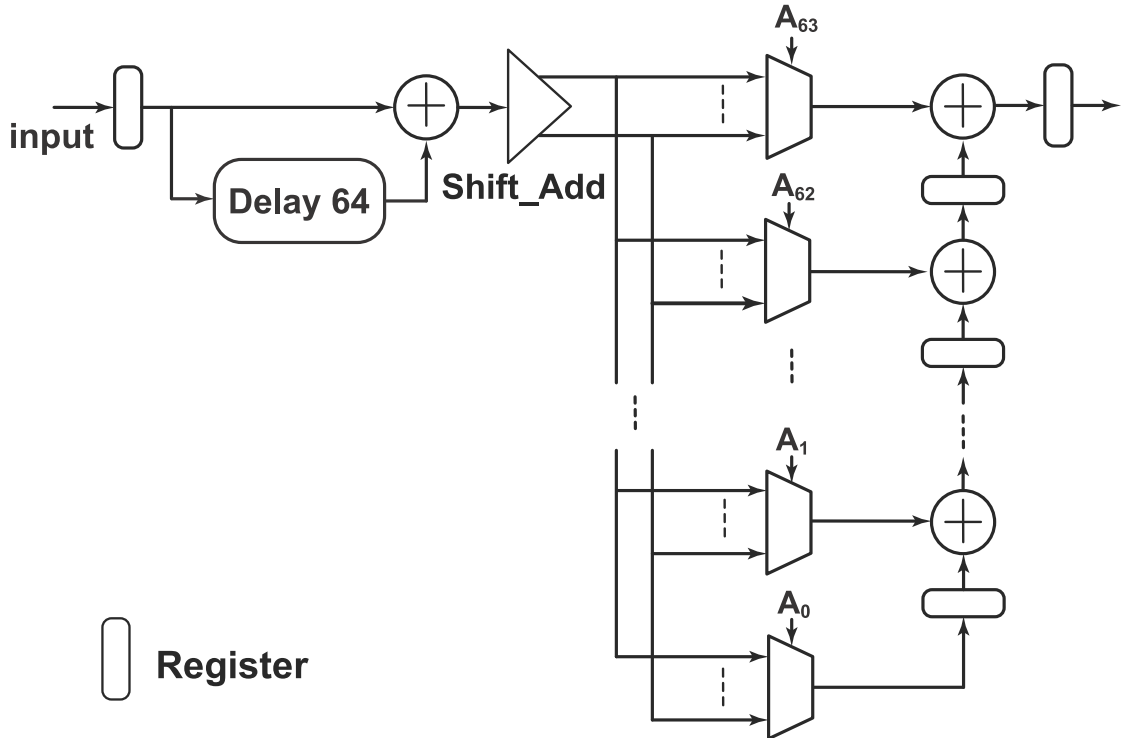 A63
input
Delay 64
Shift_Add
A62
A1
A0
Register